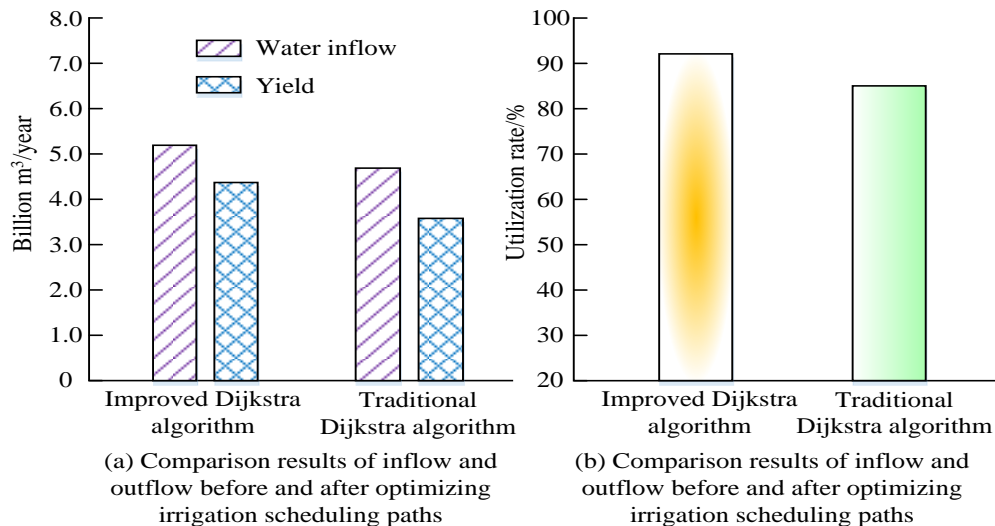 8.0
7.0
6.0
5.0
4.0
3.0
2.0
1.0
0
Billion m³/year
Water inflow
Yield
Improved Dijkstra
algorithm
Traditional
Dijkstra algorithm
(a) Comparison results of inflow and
outflow before and after optimizing
irrigation scheduling paths
100
90
80
70
60
50
40
30
20
Utilization rate/%
Improved Dijkstra
algorithm
Traditional
Dijkstra algorithm
(b) Comparison results of inflow and
outflow before and after optimizing
irrigation scheduling paths